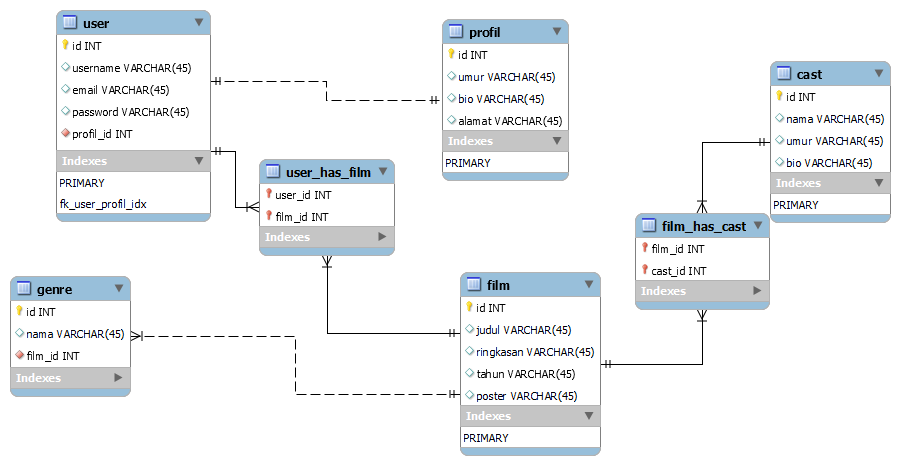 user
id INT
username VARCHAR(45)
email VARCHAR(45)
password VARCHAR(45)
profil_id INT
Indexes
PRIMARY
fk_user_profil_idx
profil
id INT
umur VARCHAR(45)
bio VARCHAR(45)
alamat VARCHAR(45)
Indexes
PRIMARY
cast
id INT
nama VARCHAR(45)
umur VARCHAR(45)
bio VARCHAR(45)
Indexes
PRIMARY
user_has_film
user_id INT
film_id INT
Indexes
film_has_cast
film_id INT
cast_id INT
Indexes
genre
id INT
nama VARCHAR(45)
film_id INT
Indexes
film
id INT
judul VARCHAR(45)
ringkasan VARCHAR(45)
tahun VARCHAR(45)
poster VARCHAR(45)
Indexes
PRIMARY